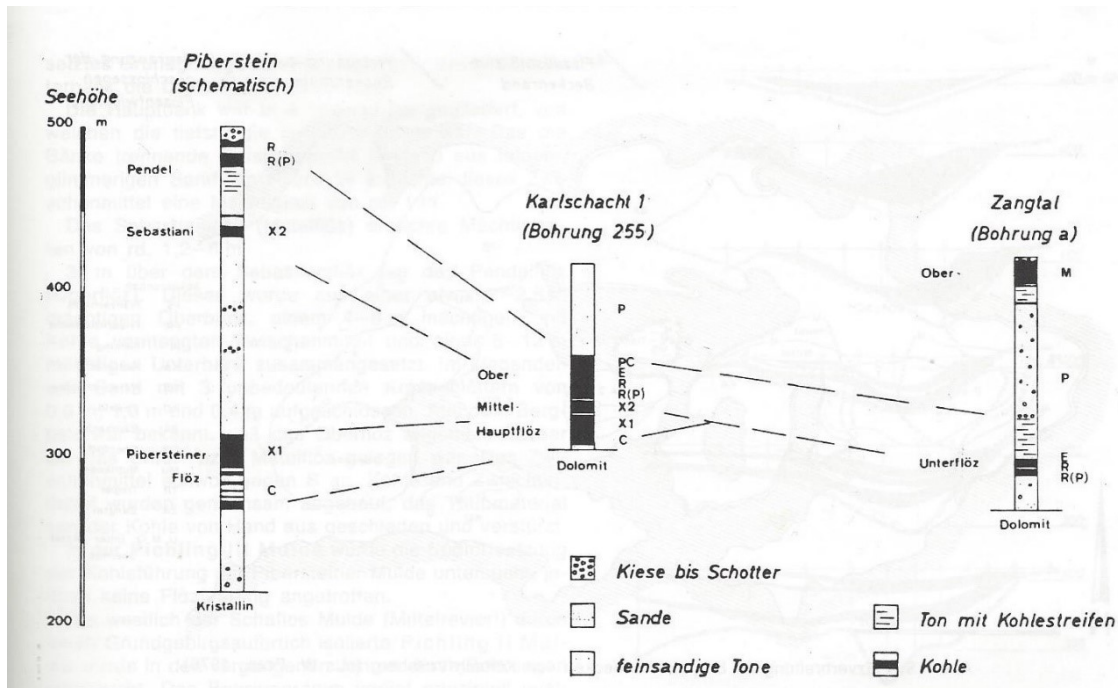 Piberstein
(schematisch)
Seehöhe
500 m
400
300
200
Pendel
Sebastiani
Pibersteiner
Flöz
R
R(P)
X2
X1
C
Kristallin
Karlschacht 1
(Bohrung 255)
Ober-
Mittel-
Hauptflöz
P
PC
E
R
R(P)
X2
X1
C
Dolomit
Zangtal
(Bohrung a)
Ober-
Unterflöz
M
P
E
R
R(P)
Dolomit
Kiese bis Schotter
Sande
feinsandige Tone
Ton mit Kohlestreifen
Kohle